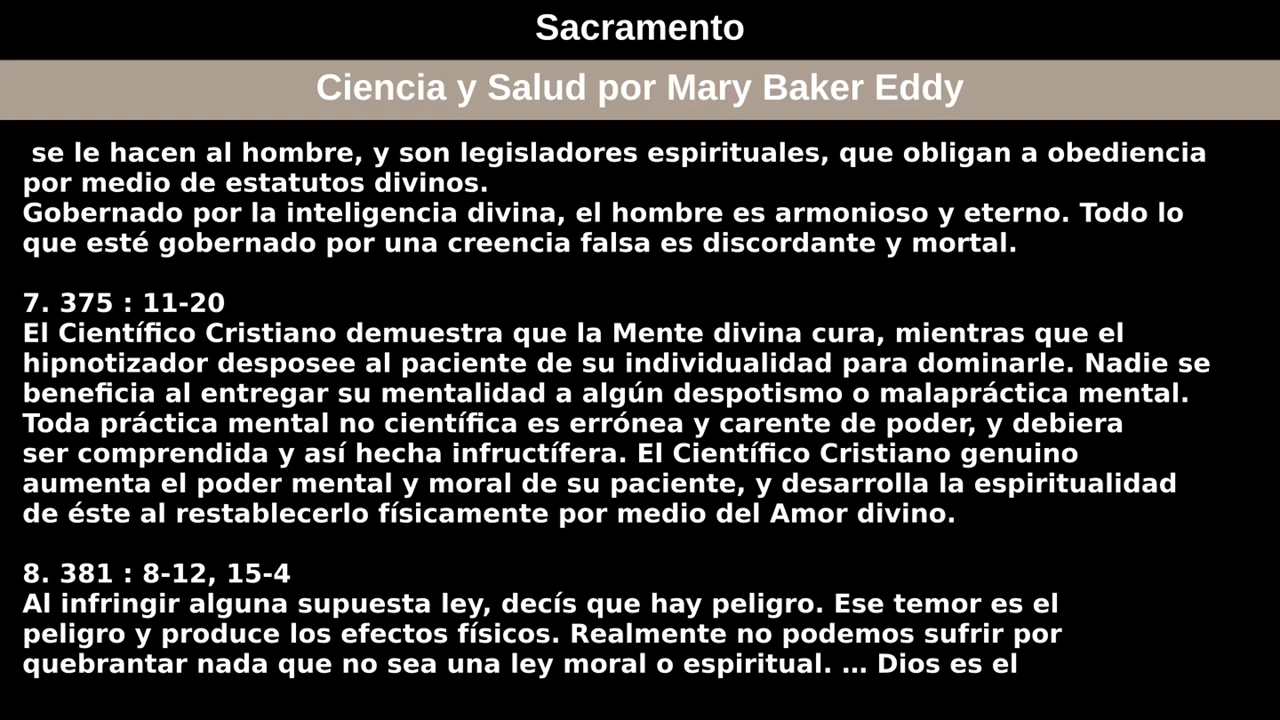 Sacramento
Ciencia y Salud por Mary Baker Eddy
se le hacen al hombre, y son legisladores espirituales, que obligan a obediencia
por medio de estatutos divinos.
Gobernado por la inteligencia divina, el hombre es armonioso y eterno. Todo lo
que esté gobernado por una creencia falsa es discordante y mortal.
7. 375 : 11-20
El Científico Cristiano demuestra que la Mente divina cura, mientras que el
hipnotizador desposee al paciente de su individualidad para dominarle. Nadie se
beneficia al entregar su mentalidad a algún despotismo o malapráctica mental.
Toda práctica mental no científica es errónea y carente de poder, y debiera
ser comprendida y así hecha infructífera. El Científico Cristiano genuino
aumenta el poder mental y moral de su paciente, y desarrolla la espiritualidad
de éste al restablecerlo físicamente por medio del Amor divino.
8. 381 : 8-12, 15-4
Al infringir alguna supuesta ley, decís que hay peligro. Ese temor es el
peligro y produce los efectos físicos. Realmente no podemos sufrir por
quebrantar nada que no sea una ley moral o espiritual. … Dios es el